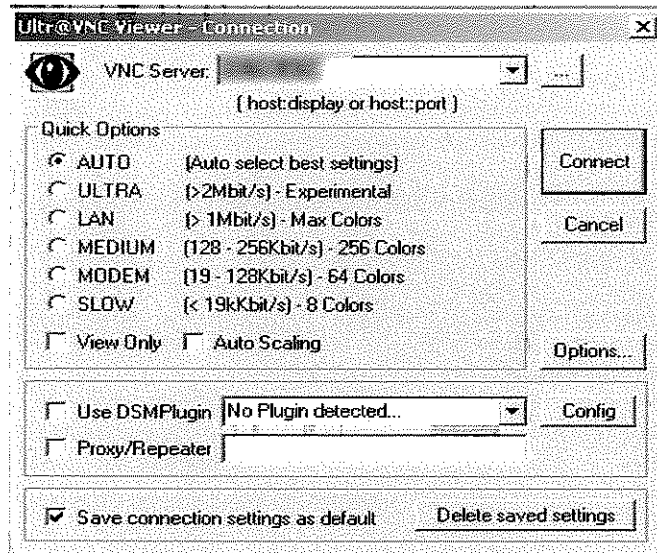 Ultr@VNC Viewer - Connection
VNC Server:
...
( host:display or host::port )
Quick Options
AUTO (Auto select best settings)
ULTRA (>2Mbit/s) - Experimental
LAN (> 1Mbit/s) - Max Colors
MEDIUM (128 - 256Kbit/s) - 256 Colors
MODEM (19 - 128Kbit/s) - 64 Colors
SLOW (< 19kKbit/s) - 8 Colors
View Only Auto Scaling
Connect
Cancel
Options...
Use DSMPlugin No Plugin detected... Config
Proxy/Repeater
Save connection settings as default Delete saved settings